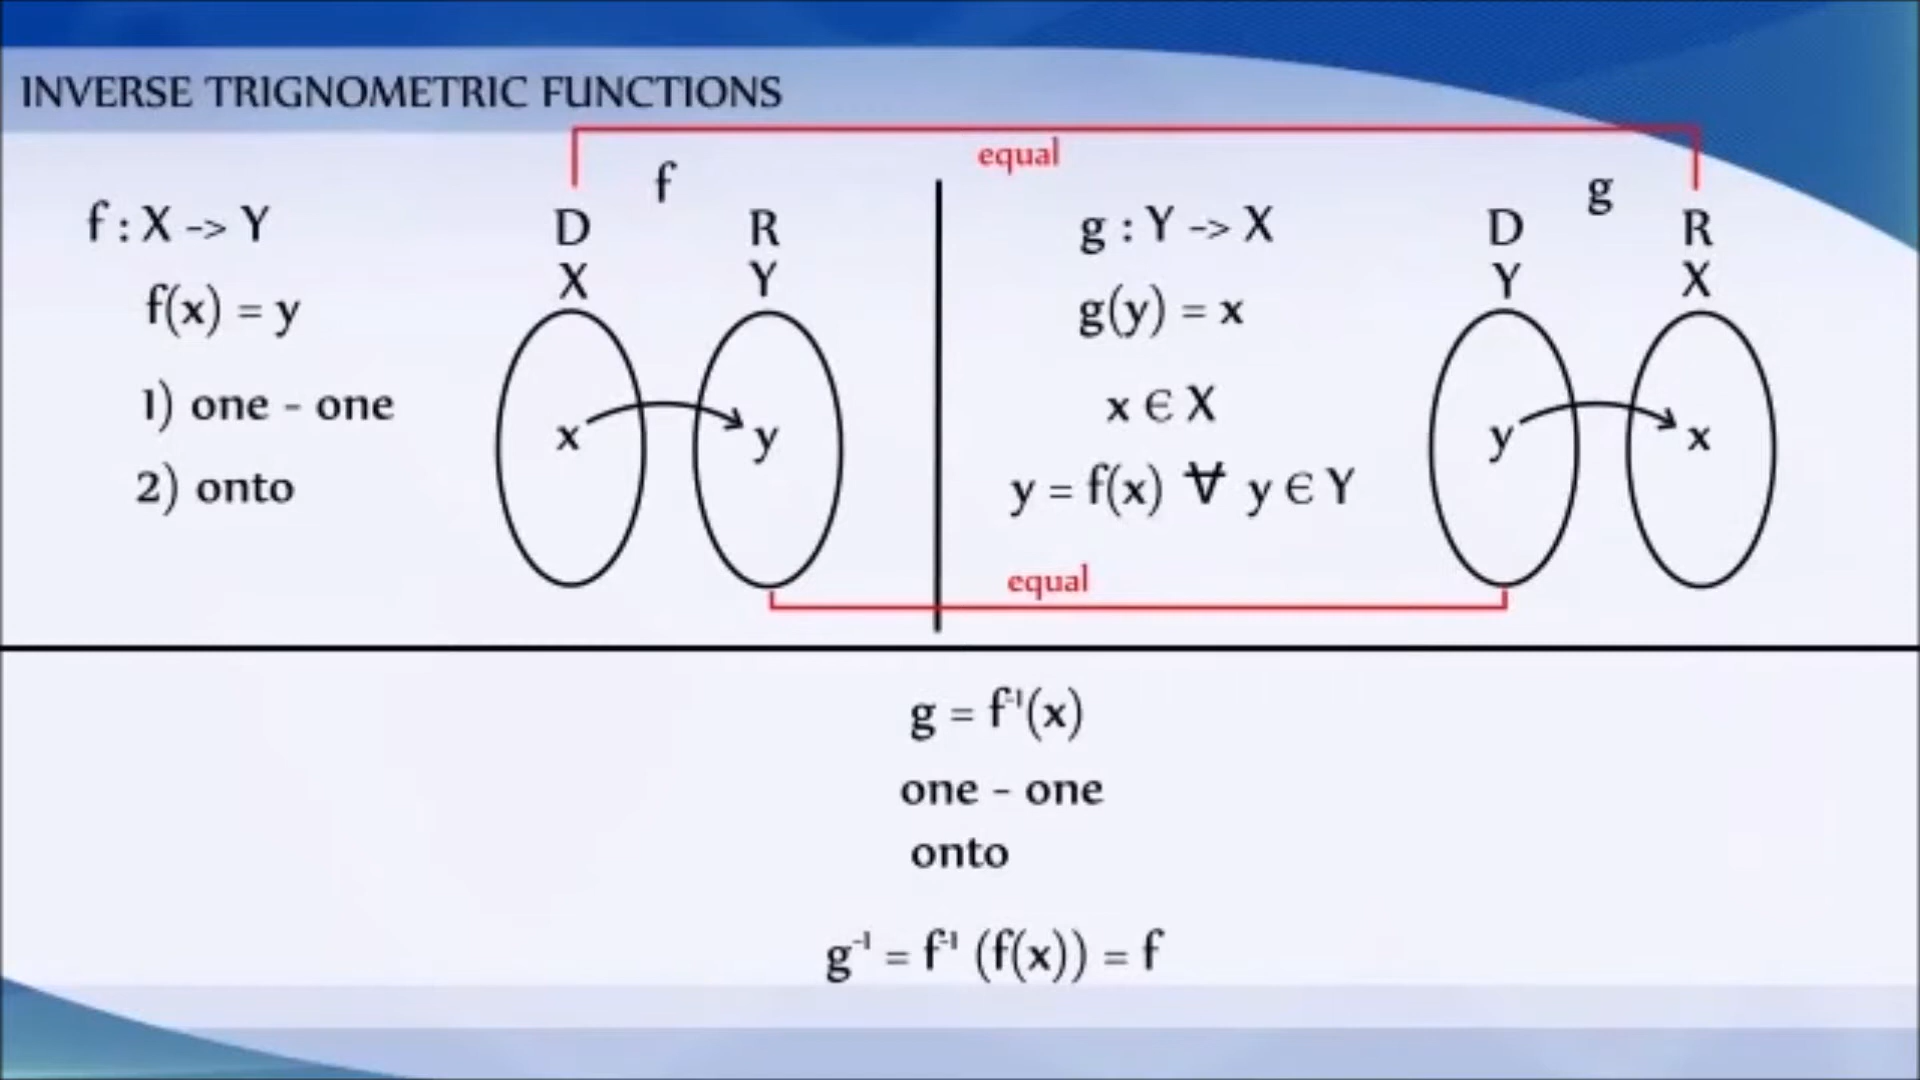 INVERSE TRIGNOMETRIC FUNCTIONS
equal
f : X -> Y
f(x) = y
1) one - one
2) onto
f
D R
X Y
x y
g : Y -> X
g(y) = x
x ∈ X
y = f(x) ∀ y ∈ Y
g
D R
Y X
y x
equal
g = f⁻¹(x)
one - one
onto
g⁻¹ = f⁻¹ (f(x)) = f